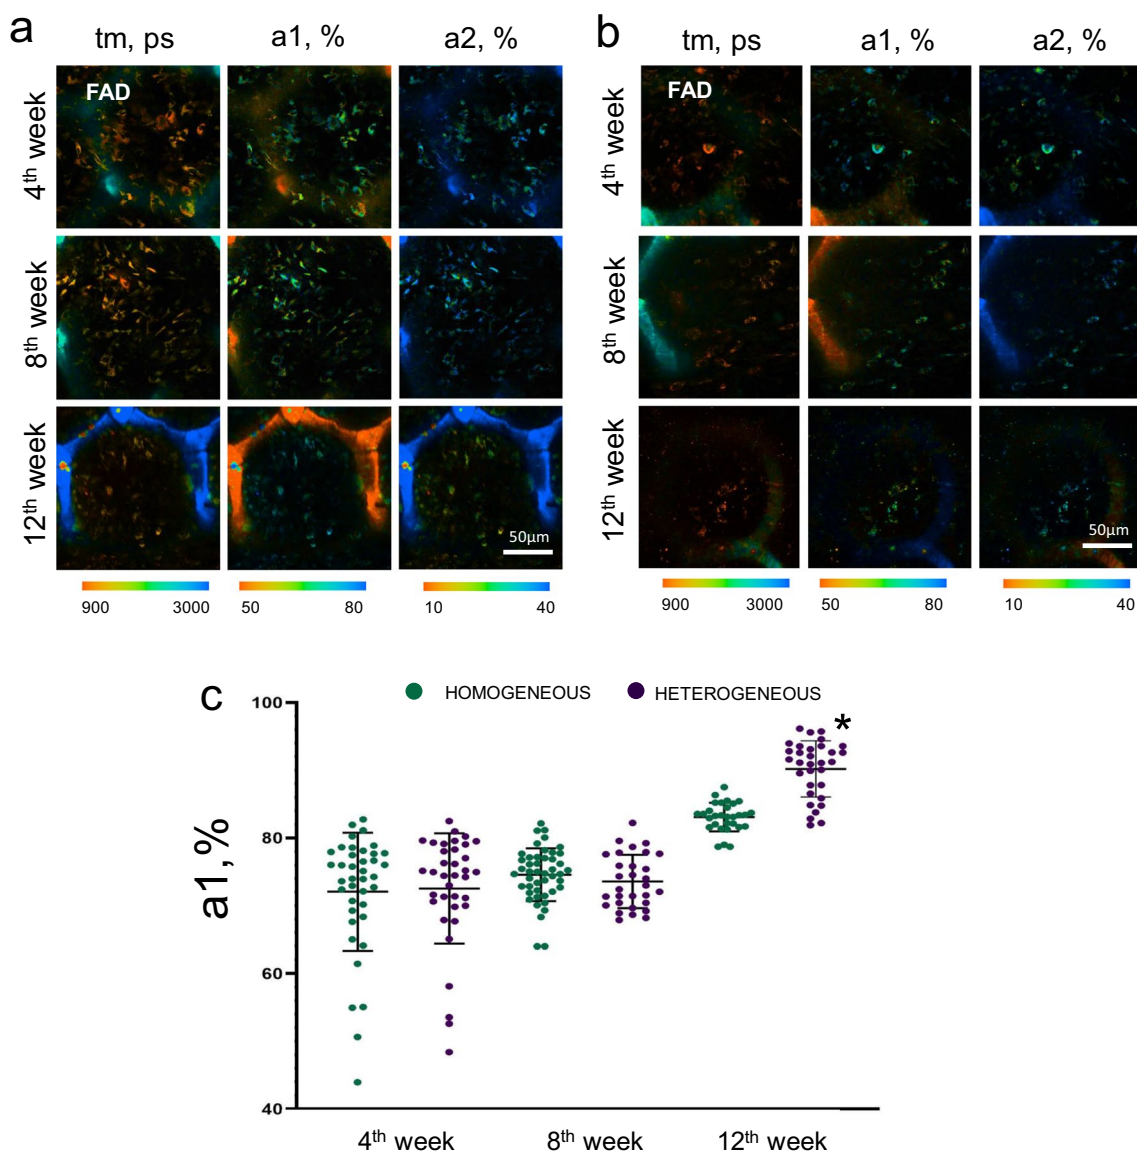 a
tm, ps
a1, %
a2, %
4th week
FAD
8th week
12th week
50µm
900 3000
50 80
10 40
b
tm, ps
a1, %
a2, %
4th week
FAD
8th week
12th week
50µm
900 3000
50 80
10 40
c
HOMOGENEOUS
HETEROGENEOUS
a1,%
100
80
60
40
*
4th week
8th week
12th week